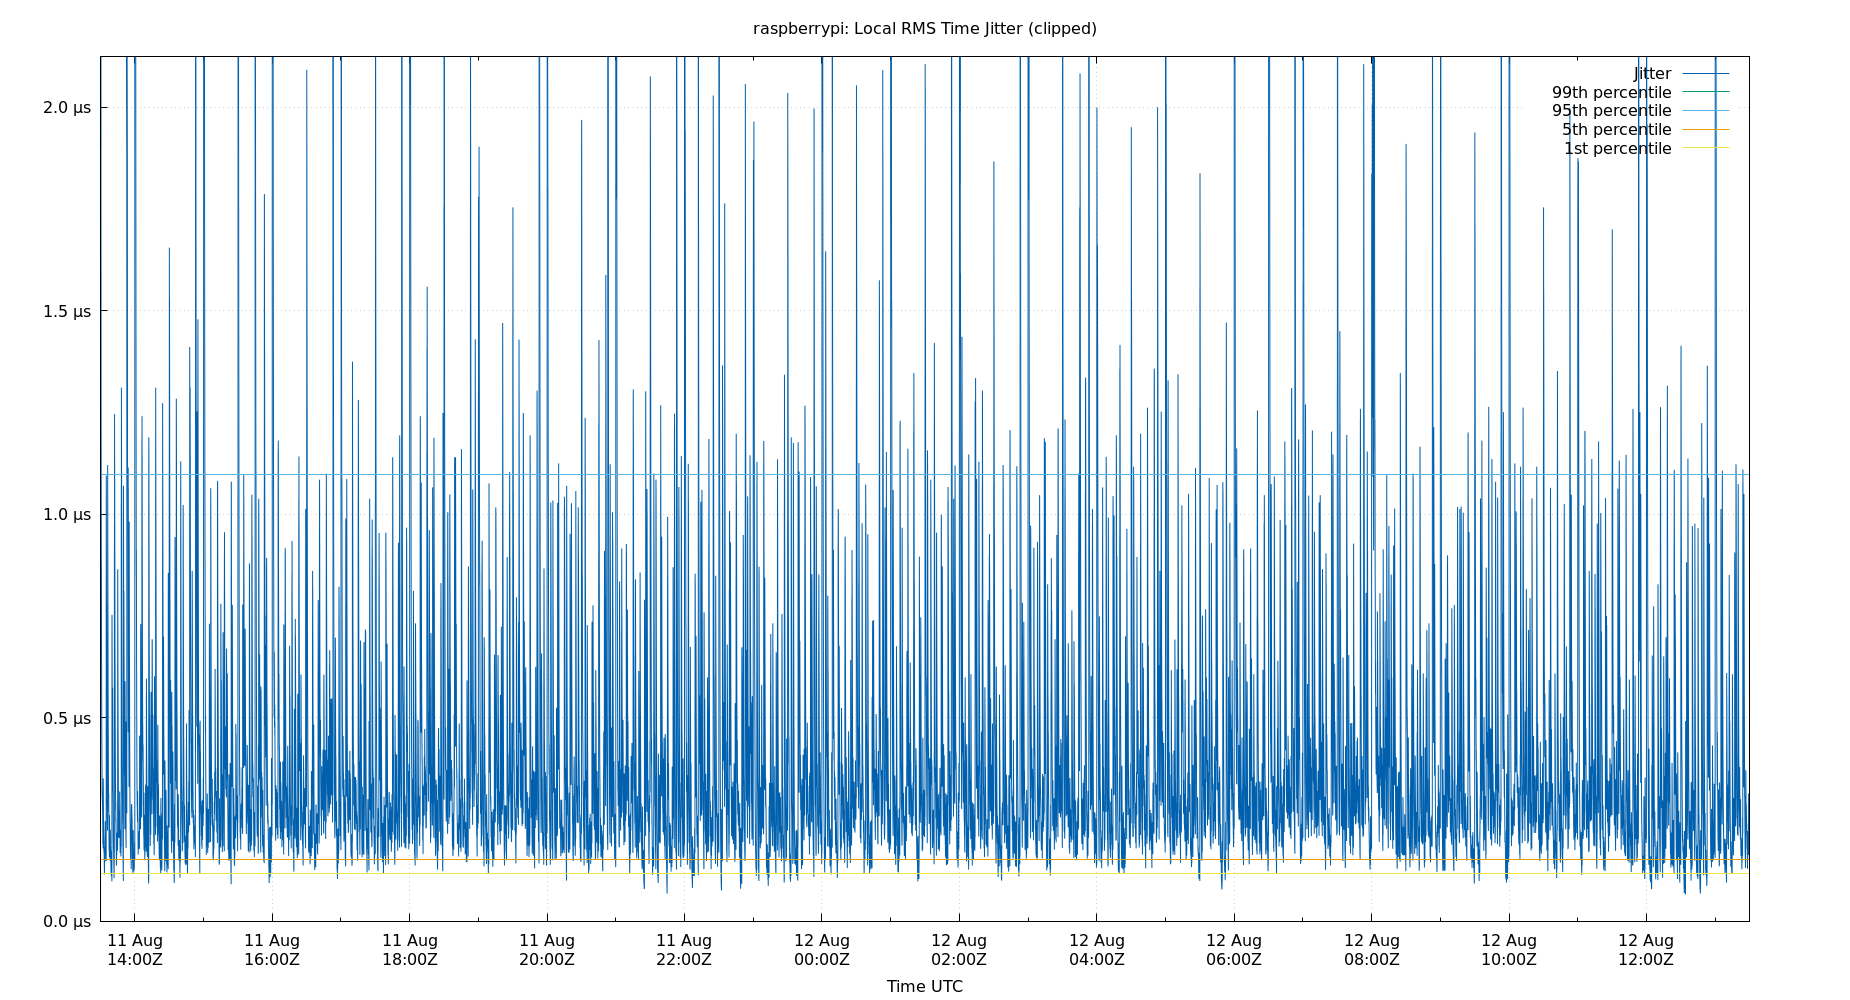 raspberrypi: Local RMS Time Jitter (clipped)
Jitter
99th percentile
95th percentile
5th percentile
1st percentile
2.0 µs
1.5 µs
1.0 µs
0.5 µs
0.0 µs
11 Aug 11 Aug 11 Aug 11 Aug 11 Aug 12 Aug 12 Aug 12 Aug 12 Aug 12 Aug 12 Aug 12 Aug
14:00Z 16:00Z 18:00Z 20:00Z 22:00Z 00:00Z 02:00Z 04:00Z 06:00Z 08:00Z 10:00Z 12:00Z
Time UTC